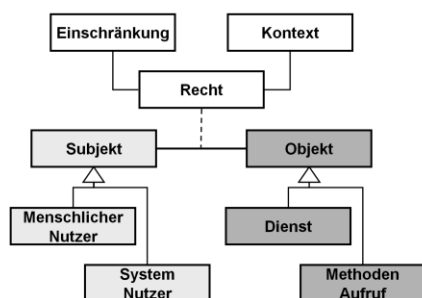 Einschränkung
Kontext
Recht
Subjekt
Objekt
Menschlicher
Nutzer
Dienst
System
Nutzer
Methoden
Aufruf